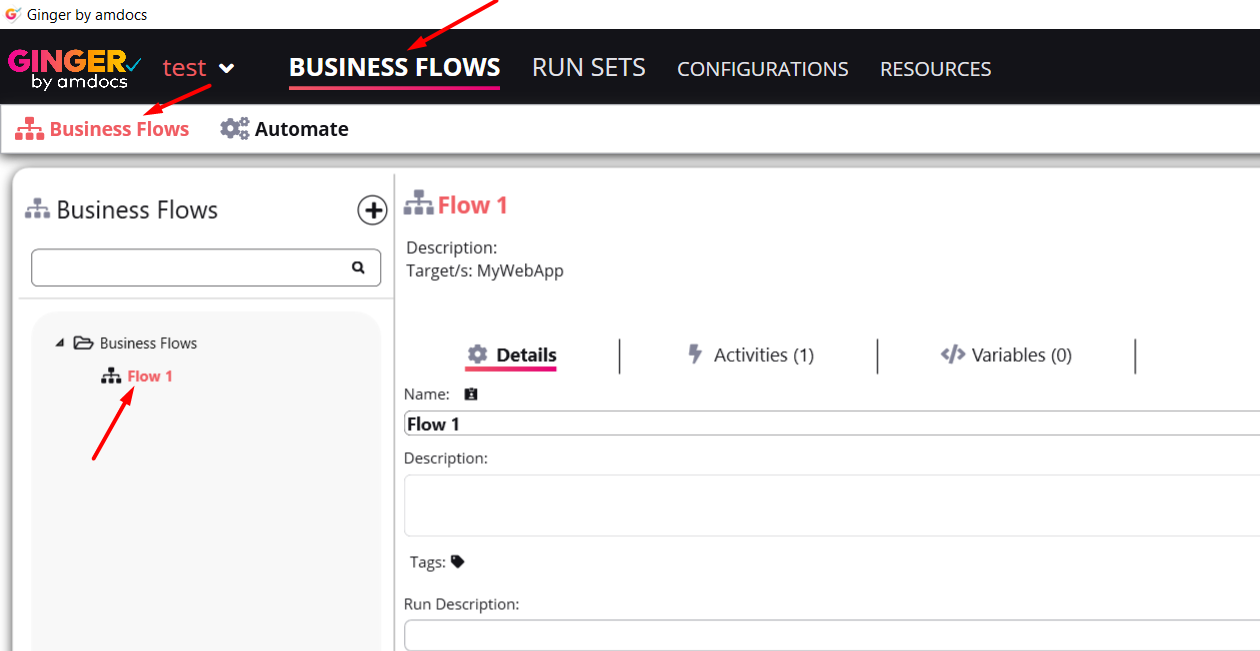 Ginger by amdocs
GINGER
by amdocs
test
BUSINESS FLOWS
RUN SETS
CONFIGURATIONS
RESOURCES
Business Flows
Automate
Business Flows
Business Flows
Flow 1
Flow 1
Description:
Target/s: MyWebApp
Details
Activities (1)
Variables (0)
Name:
Flow 1
Description:
Tags:
Run Description: